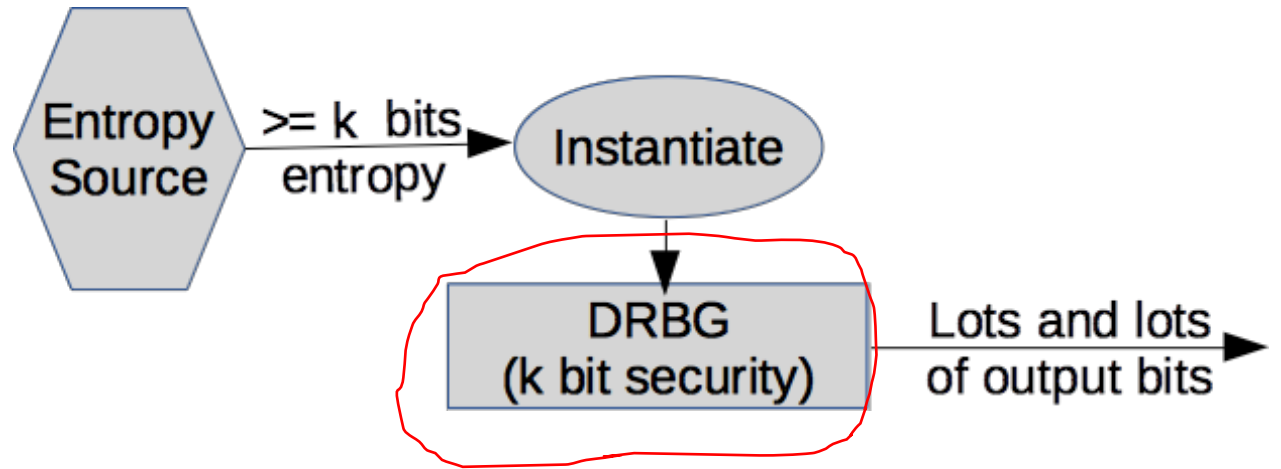 Entropy
Source
>= k bits
entropy
Instantiate
DRBG
(k bit security)
Lots and lots
of output bits